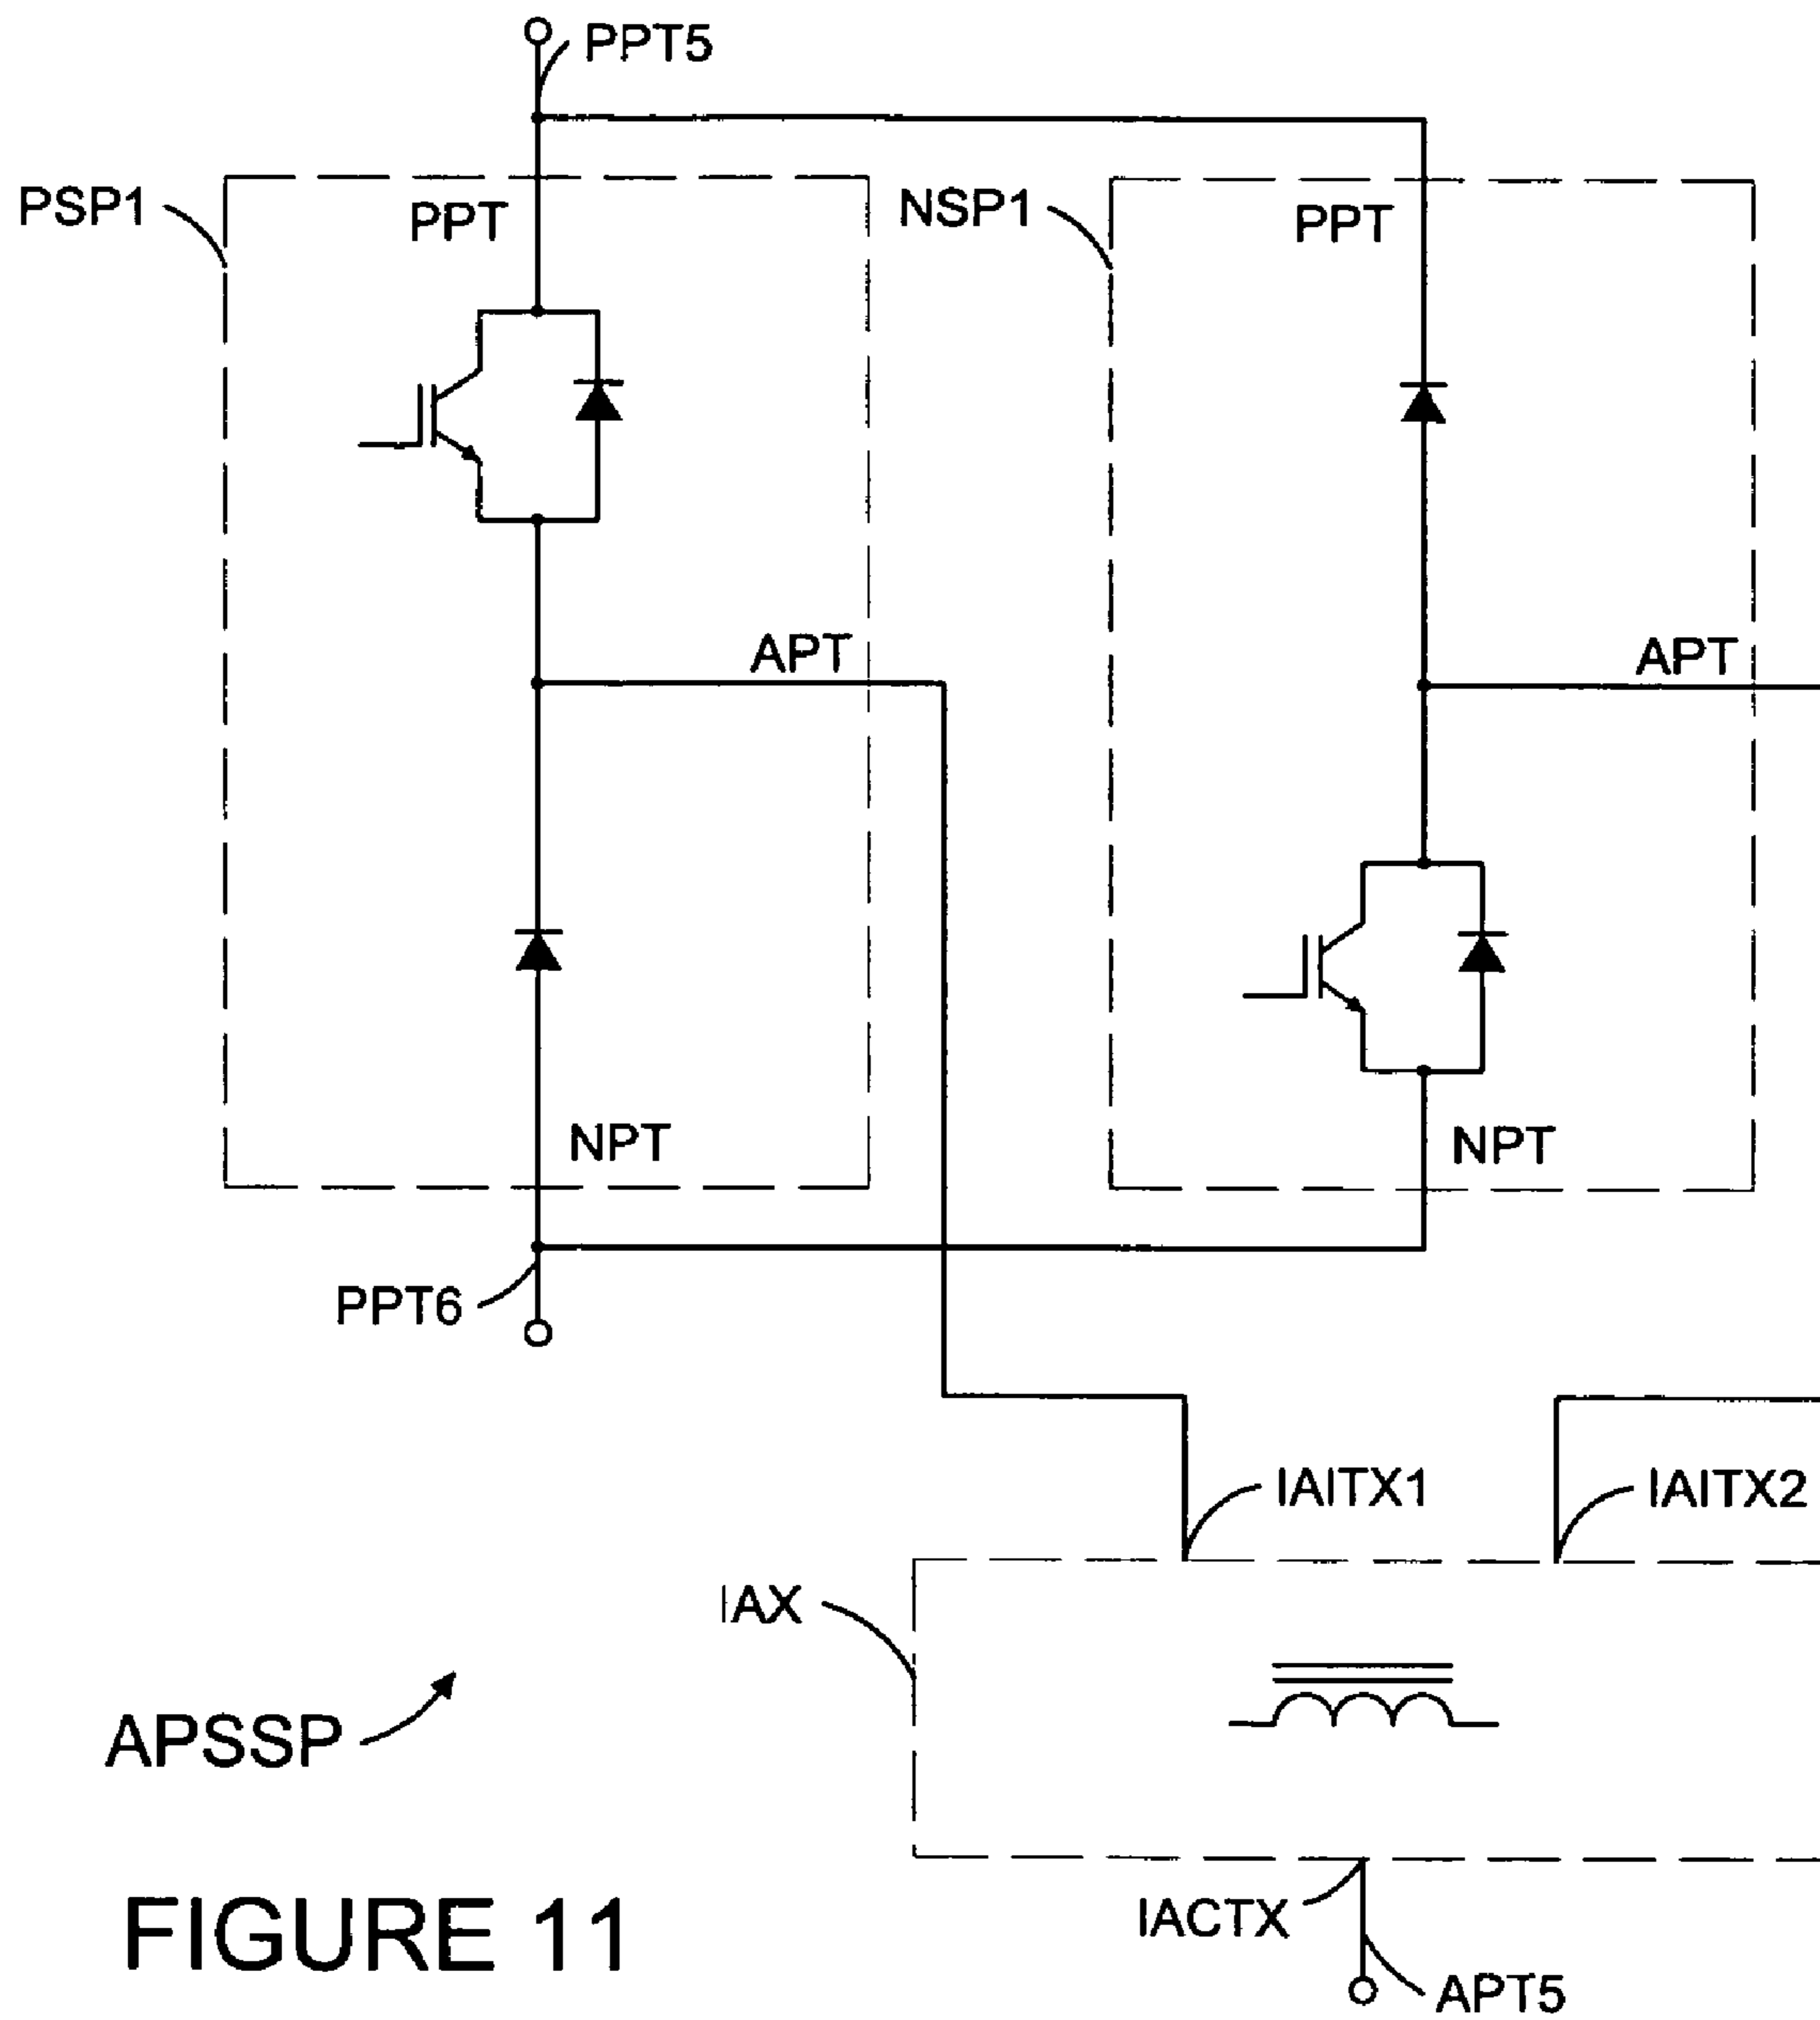 PPT5
PSP1
PPT
NSP1
PPT
APT
APT
NPT
NPT
PPT6
IAITX1
IAITX2
IAX
APSSP
IACTX
FIGURE 11
APT5